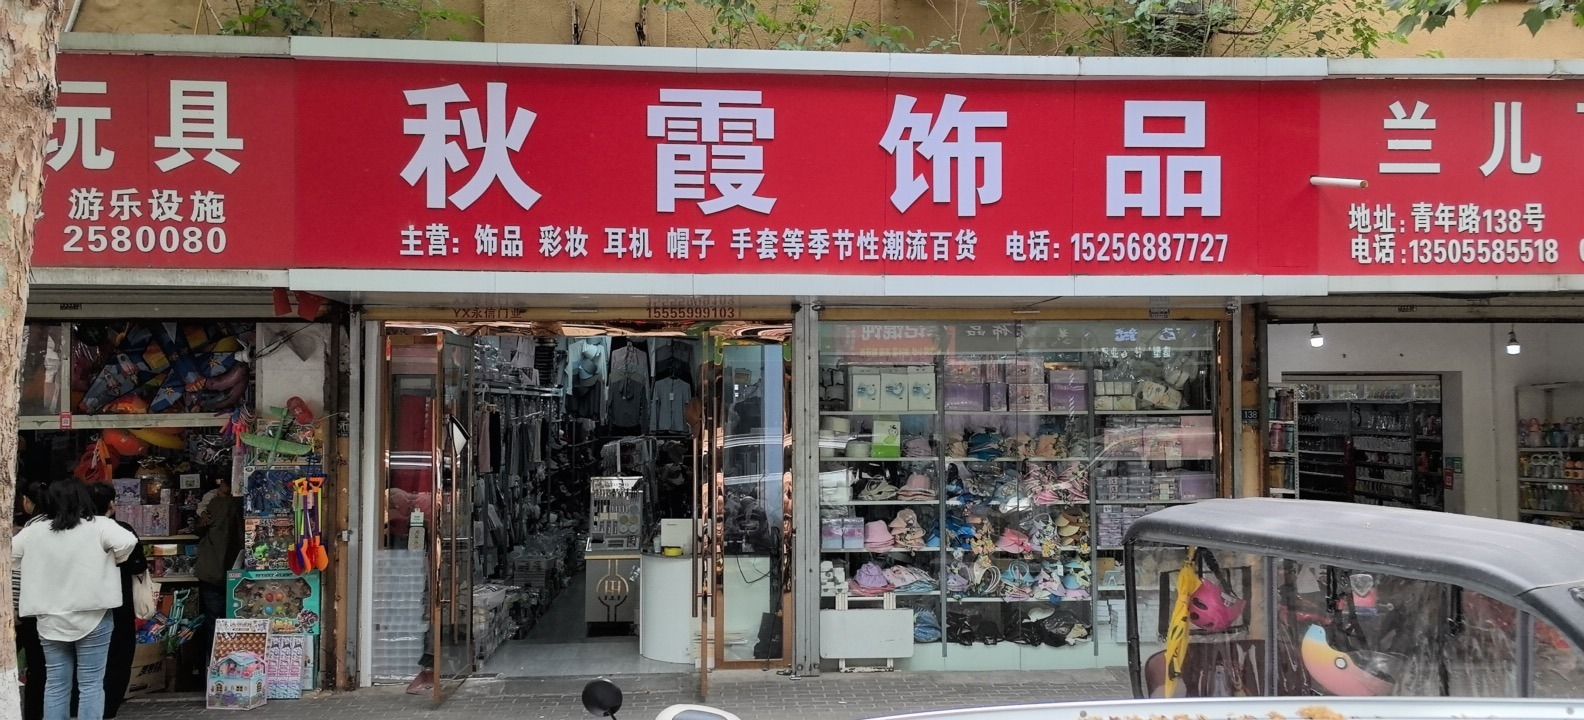 玩具
游乐设施
2580080
秋霞饰品
主营：饰品 彩妆 耳机 帽子 手套等季节性潮流百货 电话：15256887727
兰儿
地址：青年路138号
电话：13505585518
YX永信门业
15555999103
138